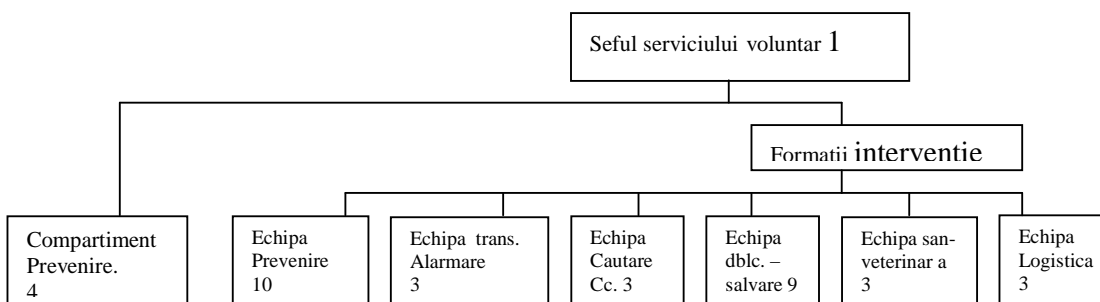 Seful serviciului voluntar 1
Formatii interventie
Compartiment
Prevenire.
4
Echipa
Prevenire
10
Echipa trans.
Alarmare
3
Echipa
Cautare
Cc. 3
Echipa
dblc. –
salvare 9
Echipa san-
veterinar a
3
Echipa
Logistica
3